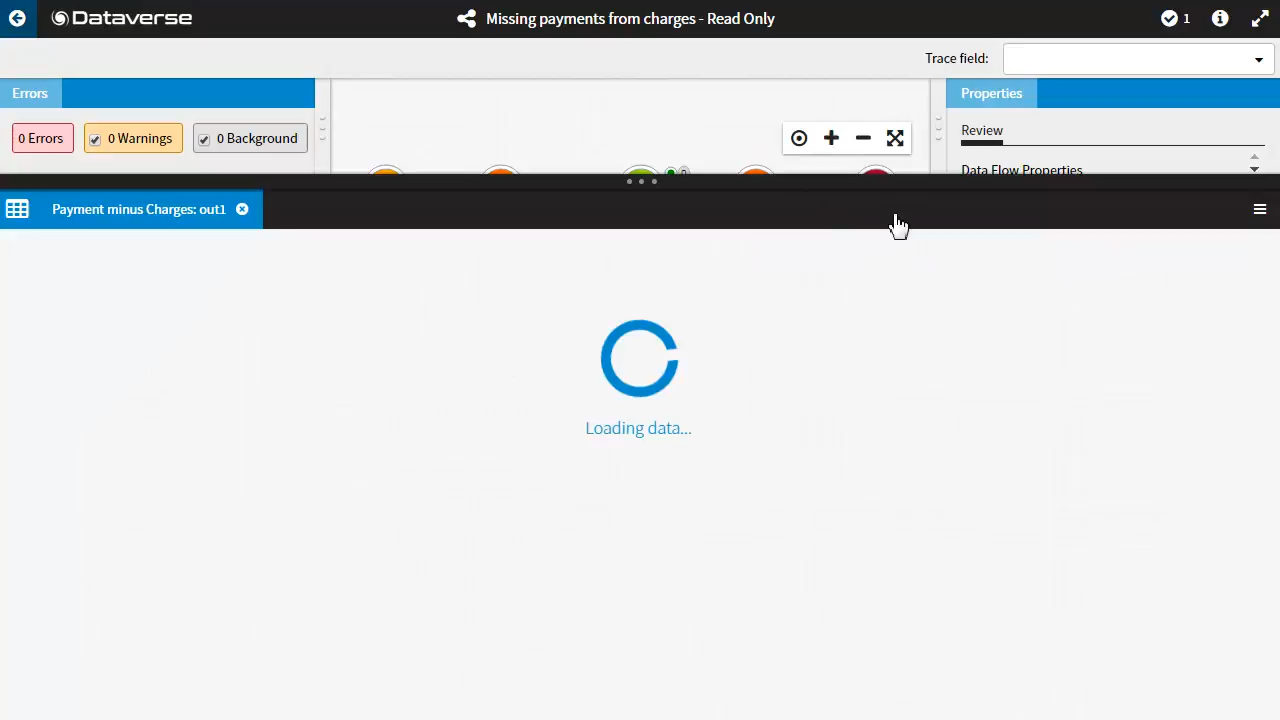 Dataverse
Missing payments from charges - Read Only
1
Trace field:
Errors
Properties
0 Errors
0 Warnings
0 Background
Review
Data Flow Properties
Payment minus Charges: out1
Loading data...